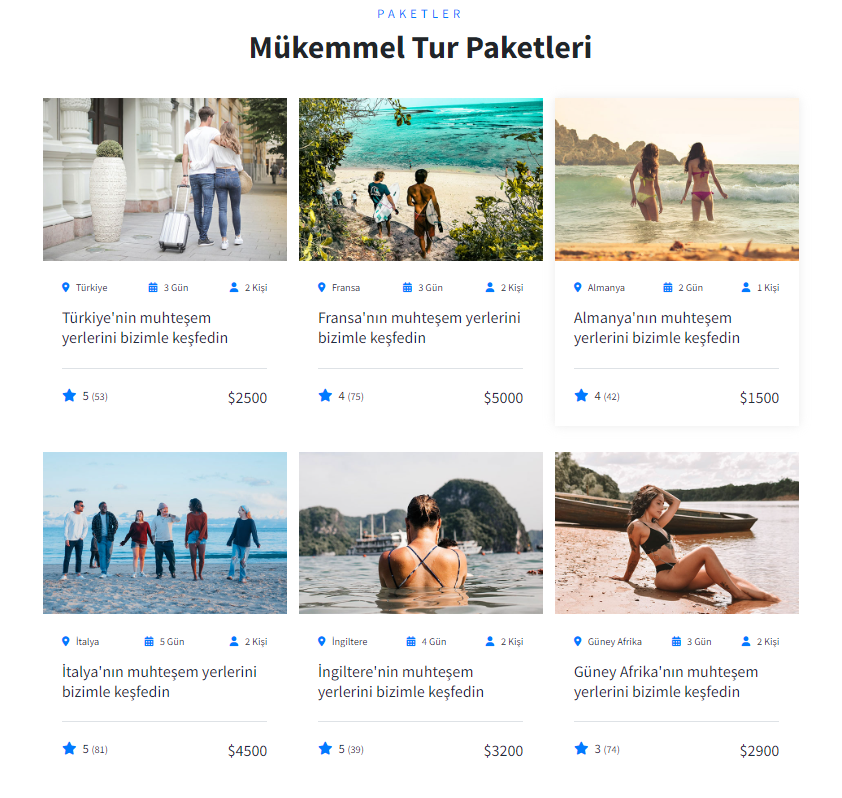 PAKETLER
Mükemmel Tur Paketleri
Türkiye 3 Gün 2 Kişi
Türkiye'nin muhteşem
yerlerini bizimle keşfedin
5 (53) $2500
Fransa 3 Gün 2 Kişi
Fransa'nın muhteşem yerlerini
bizimle keşfedin
4 (75) $5000
Almanya 2 Gün 1 Kişi
Almanya'nın muhteşem
yerlerini bizimle keşfedin
4 (42) $1500
İtalya 5 Gün 2 Kişi
İtalya'nın muhteşem yerlerini
bizimle keşfedin
5 (81) $4500
İngiltere 4 Gün 2 Kişi
İngiltere'nin muhteşem
yerlerini bizimle keşfedin
5 (39) $3200
Güney Afrika 3 Gün 2 Kişi
Güney Afrika'nın muhteşem
yerlerini bizimle keşfedin
3 (74) $2900